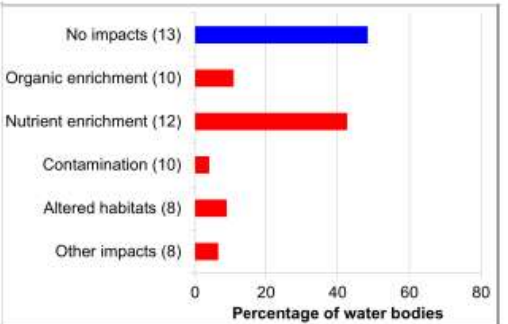 No impacts (13)
Organic enrichment (10)
Nutrient enrichment (12)
Contamination (10)
Altered habitats (8)
Other impacts (8)
0 20 40 60 80
Percentage of water bodies